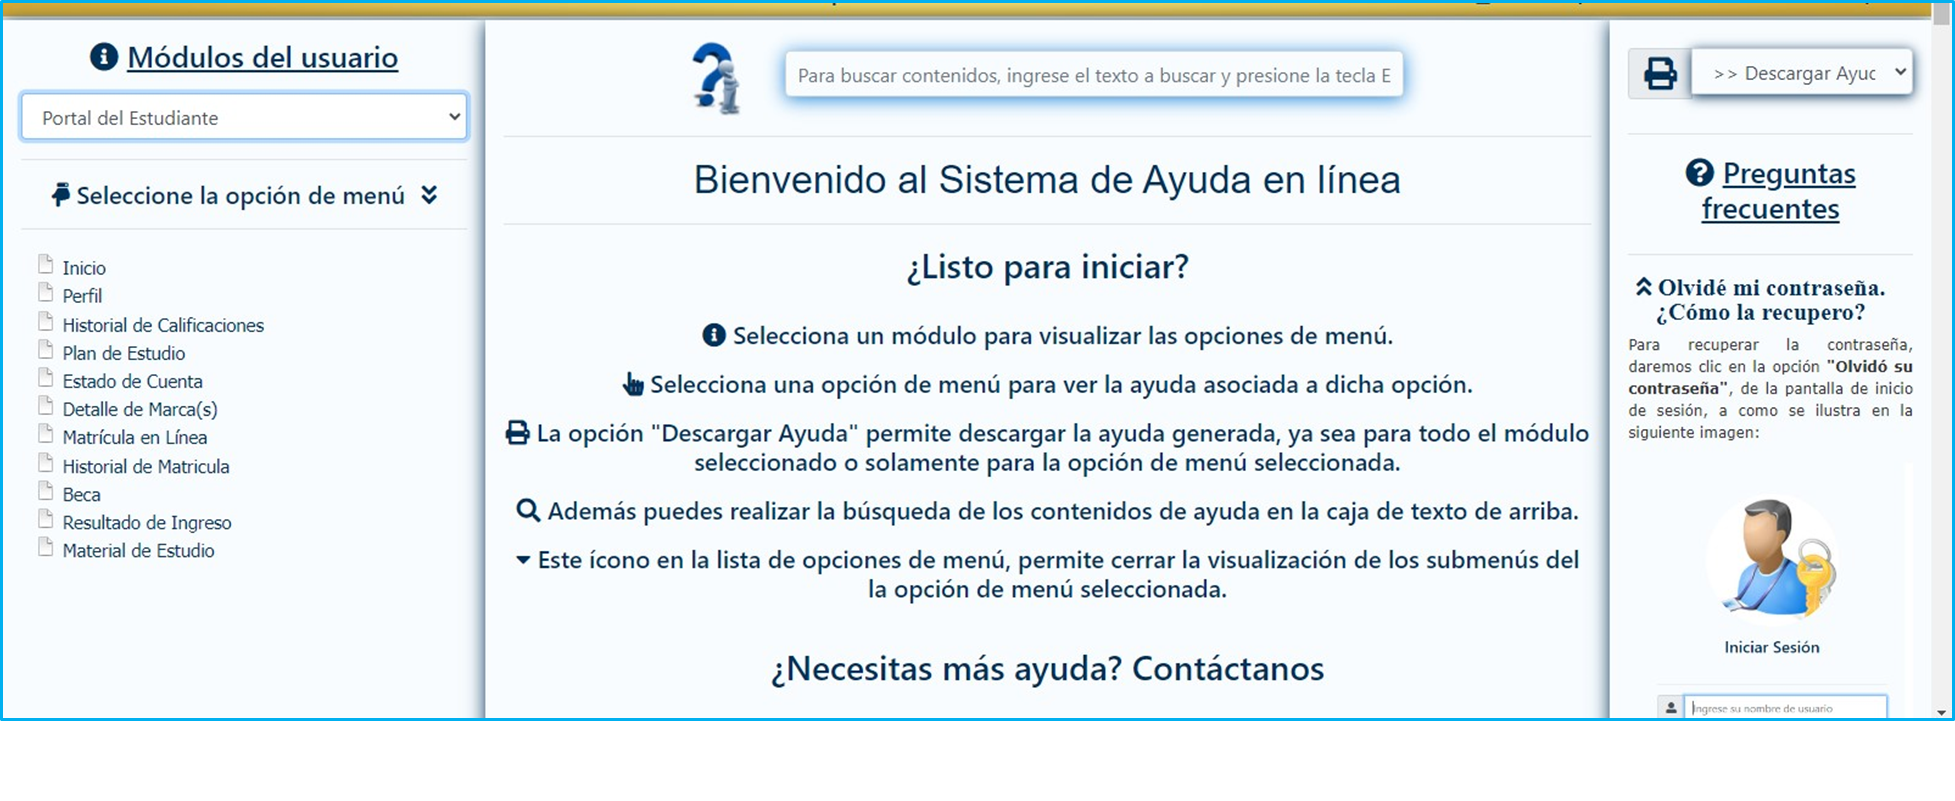 Módulos del usuario
Portal del Estudiante
Seleccione la opción de menú
Inicio
Perfil
Historial de Calificaciones
Plan de Estudio
Estado de Cuenta
Detalle de Marca(s)
Matrícula en Línea
Historial de Matricula
Beca
Resultado de Ingreso
Material de Estudio
Para buscar contenidos, ingrese el texto a buscar y presione la tecla E
Bienvenido al Sistema de Ayuda en línea
¿Listo para iniciar?
Selecciona un módulo para visualizar las opciones de menú.
Selecciona una opción de menú para ver la ayuda asociada a dicha opción.
La opción "Descargar Ayuda" permite descargar la ayuda generada, ya sea para todo el módulo
seleccionado o solamente para la opción de menú seleccionada.
Además puedes realizar la búsqueda de los contenidos de ayuda en la caja de texto de arriba.
Este ícono en la lista de opciones de menú, permite cerrar la visualización de los submenús del
la opción de menú seleccionada.
¿Necesitas más ayuda? Contáctanos
>> Descargar Ayuc
Preguntas
frecuentes
Olvidé mi contraseña.
¿Cómo la recupero?
Para recuperar la contraseña,
daremos clic en la opción "Olvidó su
contraseña", de la pantalla de inicio
de sesión, a como se ilustra en la
siguiente imagen:
Iniciar Sesión
Ingrese su nombre de usuario